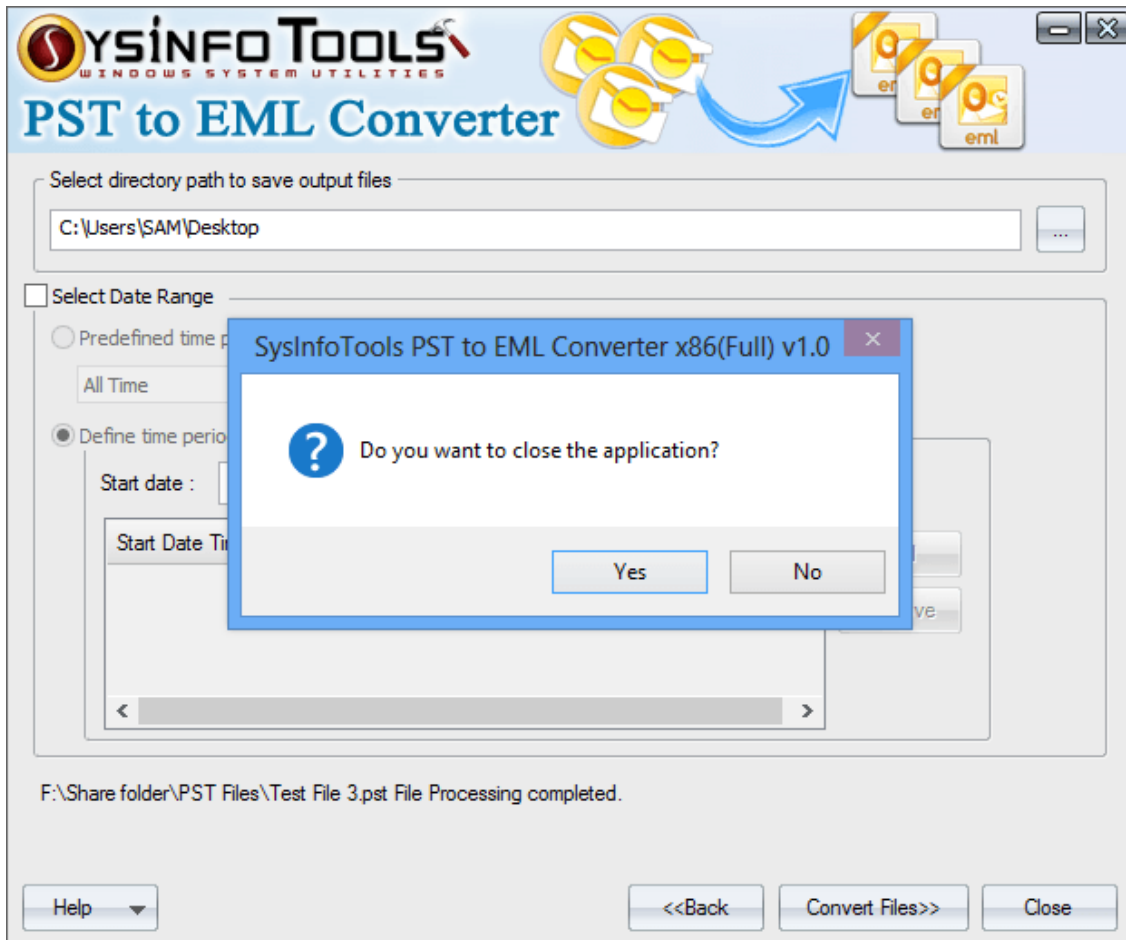 SYSINFO TOOLS
WINDOWS SYSTEM UTILITIES
PST to EML Converter
eml
Select directory path to save output files
C:\Users\SAM\Desktop
...
Select Date Range
Predefined time
All Time
Define time
Start date :
Start Date
SysInfoTools PST to EML Converter x86(Full) v1.0
Do you want to close the application?
Yes No
F:\Share folder\PST Files\Test File 3.pst File Processing completed.
Help <<Back Convert Files>> Close